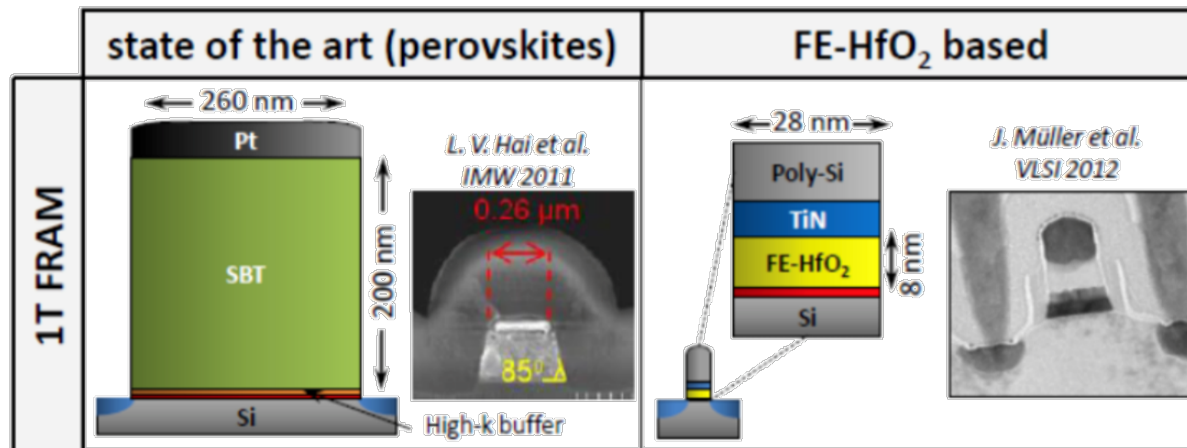 state of the art (perovskites)
FE-HfO₂ based
1T FRAM
260 nm
Pt
SBT
200 nm
Si
High-k buffer
L. V. Hai et al.
IMW 2011
0.26 µm
85⁰
28 nm
Poly-Si
TiN
FE-HfO₂
8 nm
Si
J. Müller et al.
VLSI 2012